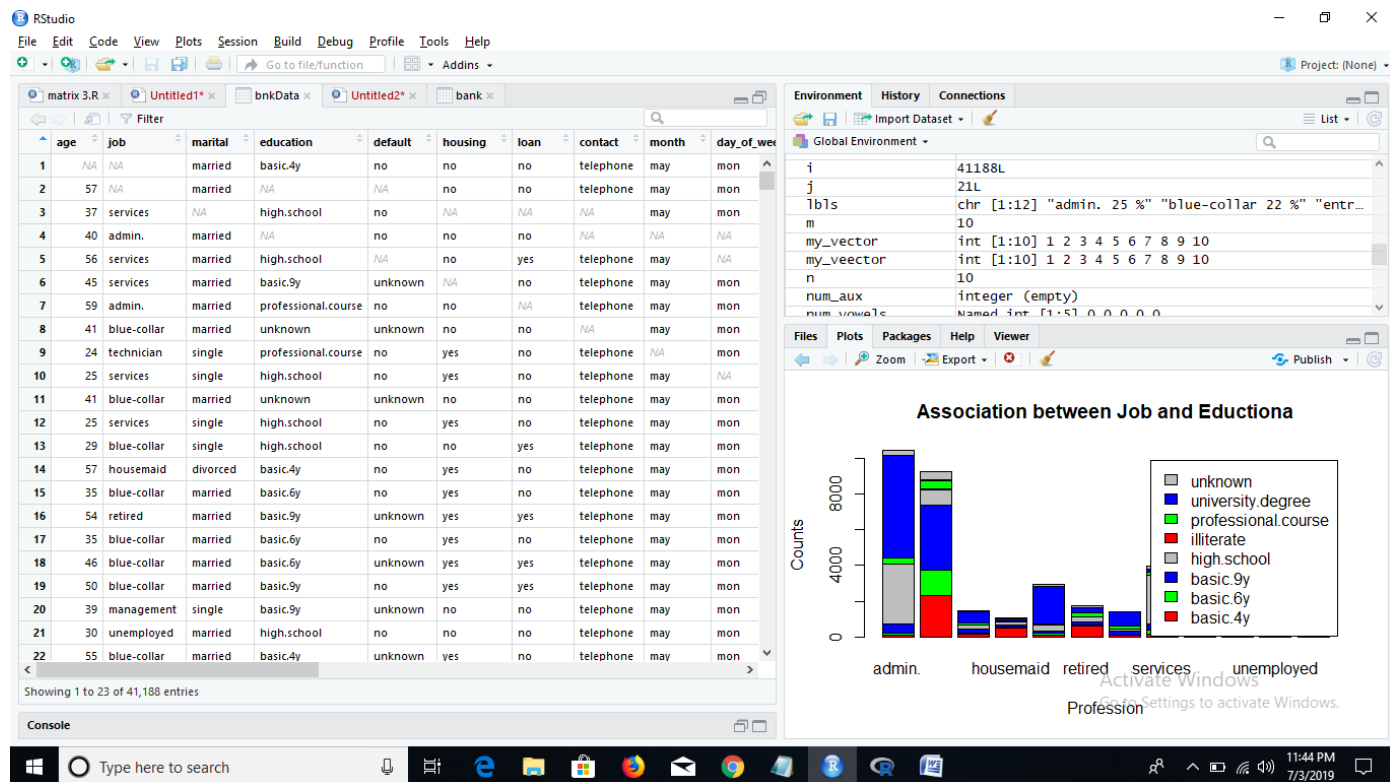 RStudio
File Edit Code View Plots Session Build Debug Profile Tools Help
Go to file/function Addins Project: (None)
matrix 3.R Untitled1* bnkData Untitled2* bank
Filter
age job marital education default housing loan contact month day_of_wee
1 NA NA married basic.4y no no no telephone may mon
2 57 NA married NA NA no no telephone may mon
3 37 services NA high.school no NA NA NA may mon
4 40 admin. married NA no no no NA NA NA
5 56 services married high.school NA no yes telephone may NA
6 45 services married basic.9y unknown NA no telephone may mon
7 59 admin. married professional.course no no NA telephone may mon
8 41 blue-collar married unknown unknown no no NA may mon
9 24 technician single professional.course no yes no telephone NA mon
10 25 services single high.school no yes no telephone may NA
11 41 blue-collar married unknown unknown no no telephone may mon
12 25 services single high.school no yes no telephone may mon
13 29 blue-collar single high.school no no yes telephone may mon
14 57 housemaid divorced basic.4y no yes no telephone may mon
15 35 blue-collar married basic.6y no yes no telephone may mon
16 54 retired married basic.9y unknown yes yes telephone may mon
17 35 blue-collar married basic.6y no yes no telephone may mon
18 46 blue-collar married basic.6y unknown yes yes telephone may mon
19 50 blue-collar married basic.9y no yes yes telephone may mon
20 39 management single basic.9y unknown no no telephone may mon
21 30 unemployed married high.school no no no telephone may mon
22 55 blue-collar married basic.4y unknown yes no telephone may mon
Showing 1 to 23 of 41,188 entries
Console
Environment History Connections
Import Dataset List
Global Environment
i 41188L
j 21L
lbls chr [1:12] "admin. 25 %" "blue-collar 22 %" "entr…
m 10
my_vector int [1:10] 1 2 3 4 5 6 7 8 9 10
my_veector int [1:10] 1 2 3 4 5 6 7 8 9 10
n 10
num_aux integer (empty)
num_vowels Named int [1:5] 0 0 0 0 0
Files Plots Packages Help Viewer
Zoom Export Publish
Association between Job and Eductiona
Counts
0 4000 8000
unknown
university.degree
professional.course
illiterate
high.school
basic.9y
basic.6y
basic.4y
admin. housemaid retired services unemployed
Profession
Activate Windows
Go to Settings to activate Windows.
Type here to search
11:44 PM
7/3/2019